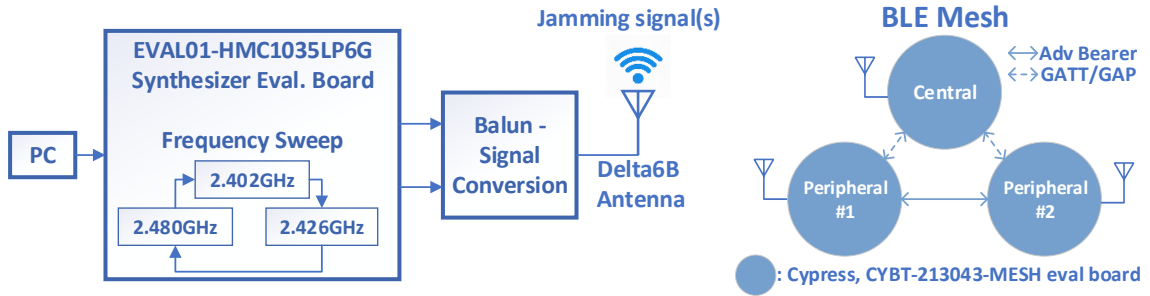 Jamming signal(s)
EVAL01-HMC1035LP6G
Synthesizer Eval. Board
PC
Frequency Sweep
2.402GHz
2.480GHz
2.426GHz
Balun -
Signal
Conversion
Delta6B
Antenna
BLE Mesh
Adv Bearer
GATT/GAP
Central
Peripheral
#1
Peripheral
#2
: Cypress, CYBT-213043-MESH eval board